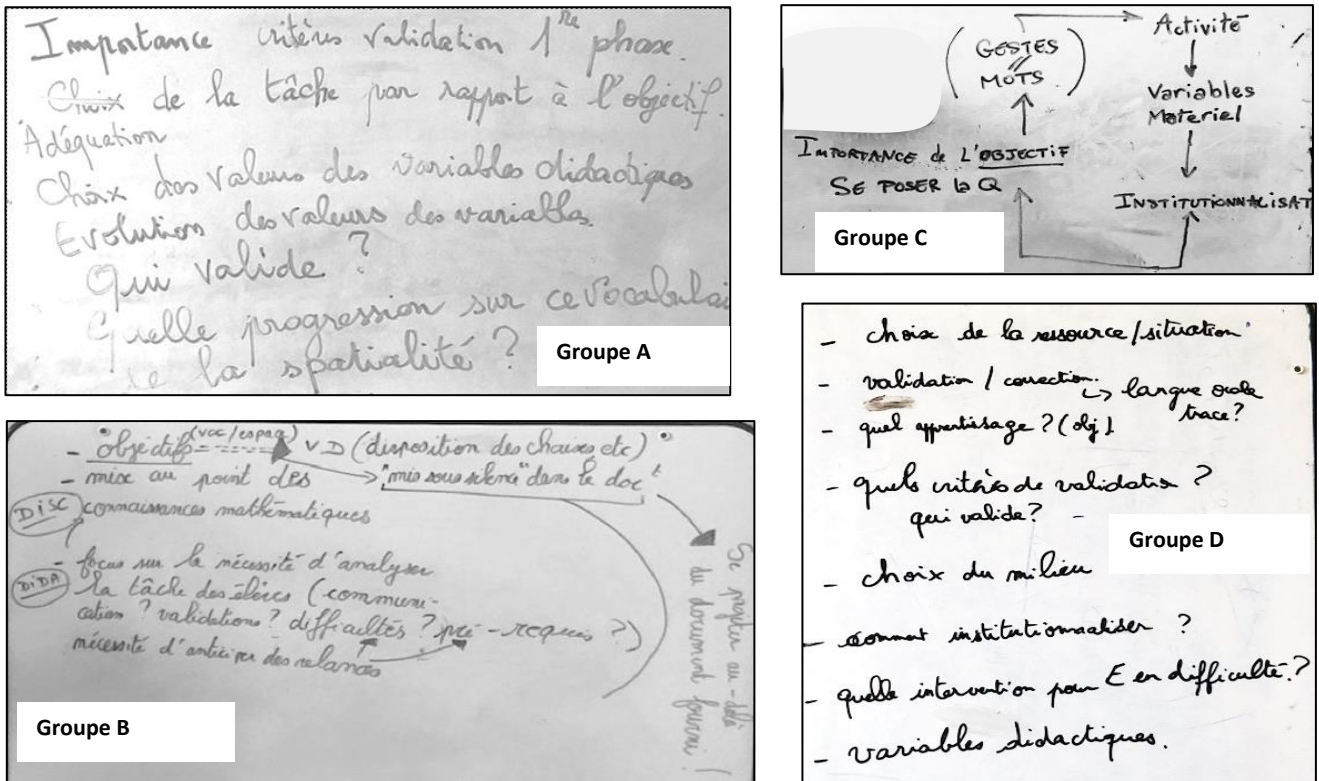 Importance critères validation 1re phase.
Choix de la tâche par rapport à l'objectif.
Adéquation
Choix des valeurs des variables didactiques
Evolution des valeurs des variables.
Qui valide ?
Quelle progression sur ce vocabulai
de la spatialité ?
Groupe A
- objectif (voc/espace) VD (disposition des chaises etc)
- mise au point des "mis sous silence" dans le doct
DISC connaissances mathématiques
- focus sur la nécessité d'analyser
DIDA la tâche des élèves (communi-
cation ? validations ? difficultés ? pré-requis ?)
nécessité d'anticiper des relances
Se projeter au-delà
du document fourni !
Groupe B
GESTES
MOTS
IMPORTANCE de L'OBJECTIF
SE POSER la Q
Activité
Variables
Materiel
INSTITUTIONNALISAT
Groupe C
- choix de la ressource/situation
- validation / correction.
langue orale
trace ?
- quel apprentissage ? (obj)
- quels critères de validation ?
qui valide ? -
- choix du milieu
- comment institutionnaliser ?
- quelle intervention pour E en difficulté ?
- variables didactiques.
Groupe D